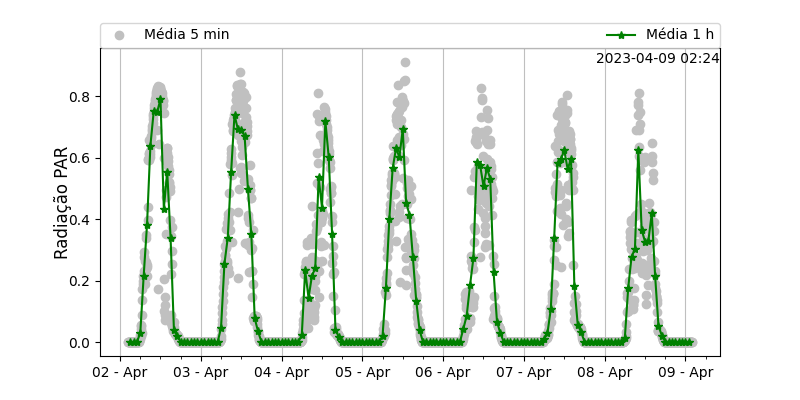 Média 5 min
Média 1 h
2023-04-09 02:24
Radiação PAR
0.8
0.6
0.4
0.2
0.0
02 - Apr
03 - Apr
04 - Apr
05 - Apr
06 - Apr
07 - Apr
08 - Apr
09 - Apr